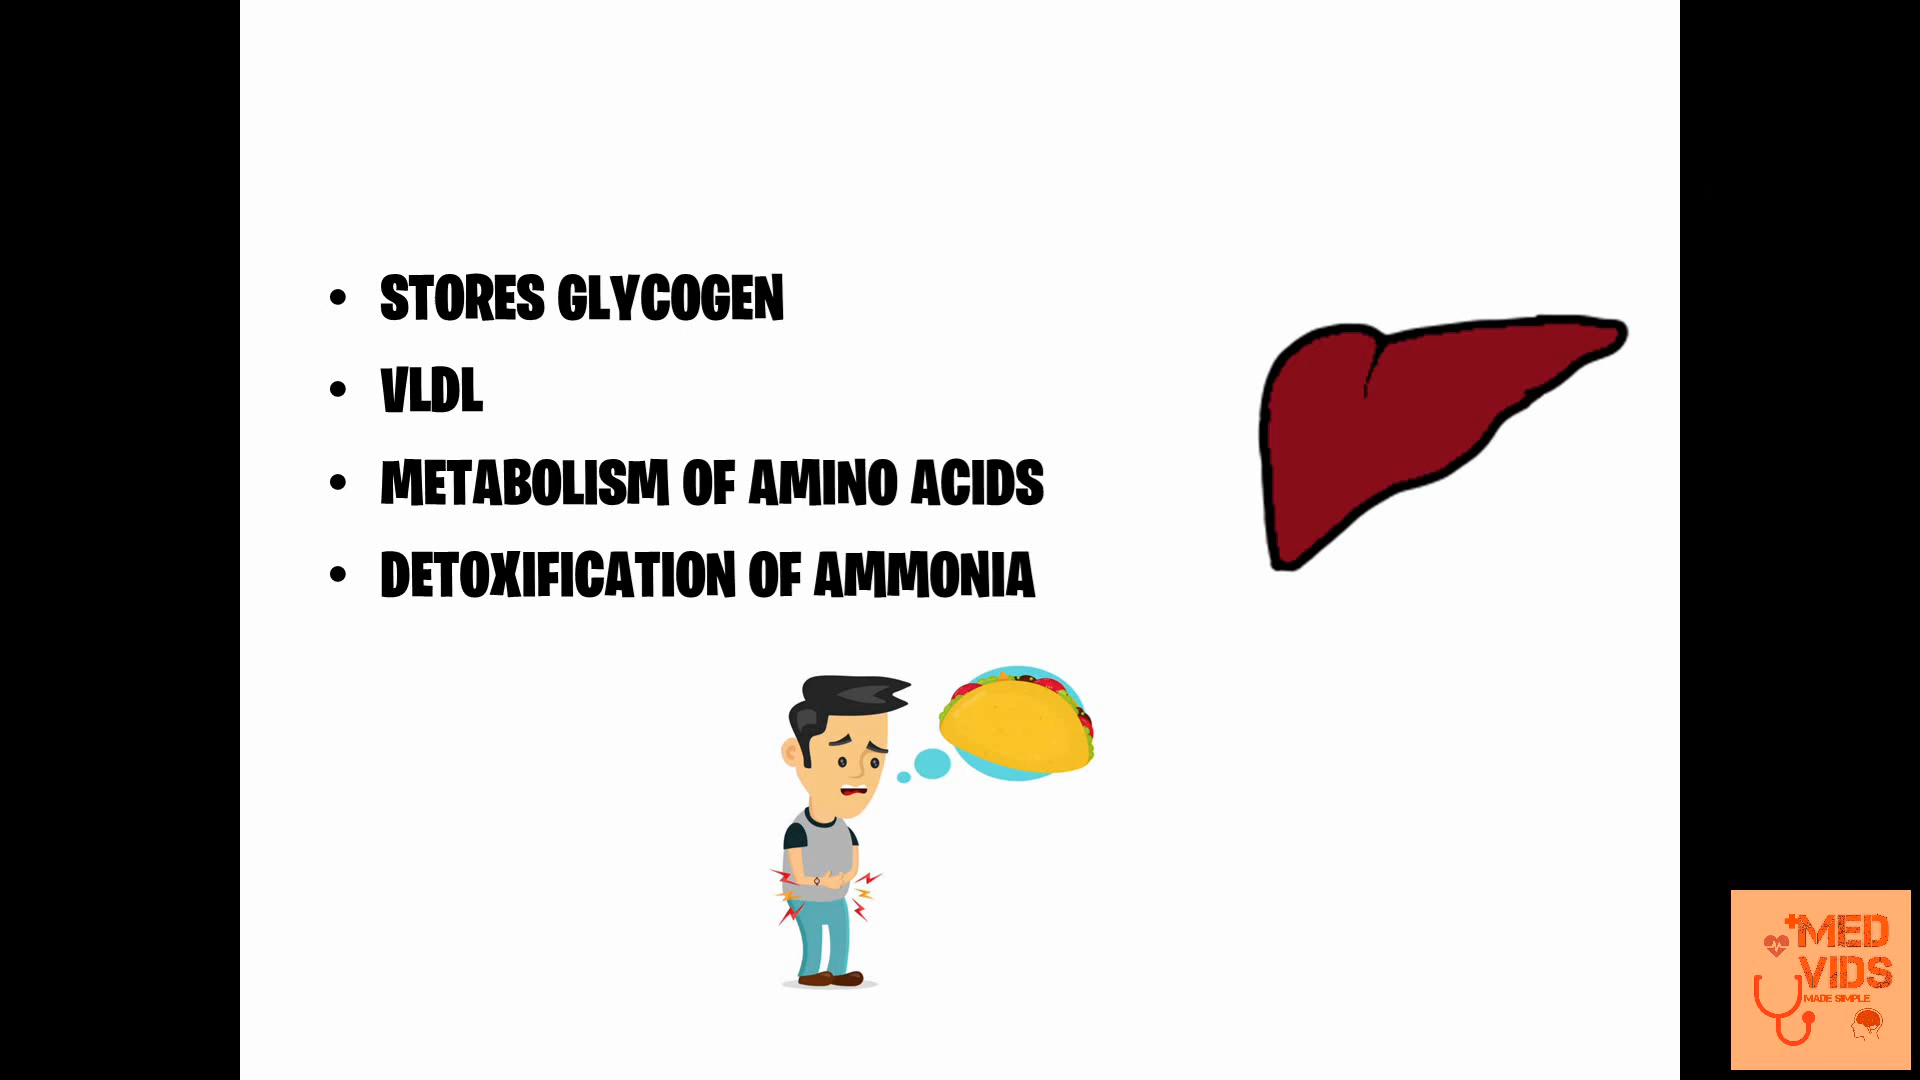 • STORES GLYCOGEN
• VLDL
• METABOLISM OF AMINO ACIDS
• DETOXIFICATION OF AMMONIA
MED
VIDS
MADE SIMPLE